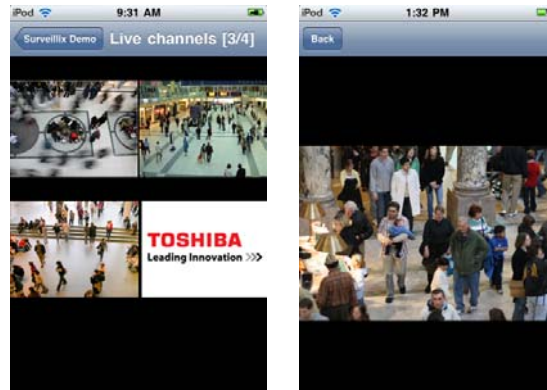 iPod 9:31 AM
Surveillix Demo Live channels [3/4]
TOSHIBA
Leading Innovation >>>
iPod 1:32 PM
Back